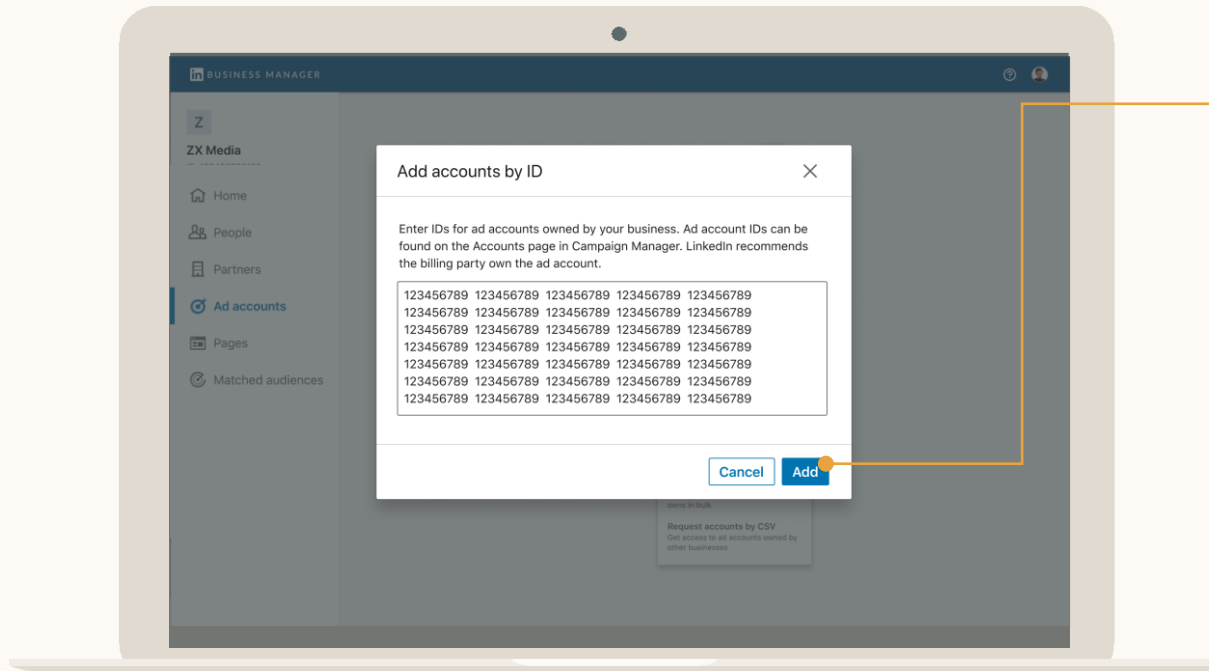 in BUSINESS MANAGER
Z
ZX Media
Home
People
Partners
Ad accounts
Pages
Matched audiences
Add accounts by ID
Enter IDs for ad accounts owned by your business. Ad account IDs can be
found on the Accounts page in Campaign Manager. LinkedIn recommends
the billing party own the ad account.
123456789 123456789 123456789 123456789 123456789
123456789 123456789 123456789 123456789 123456789
123456789 123456789 123456789 123456789 123456789
123456789 123456789 123456789 123456789 123456789
123456789 123456789 123456789 123456789 123456789
123456789 123456789 123456789 123456789 123456789
123456789 123456789 123456789 123456789 123456789
Cancel Add
owns in bulk
Request accounts by CSV
Get access to ad accounts owned by
other businesses